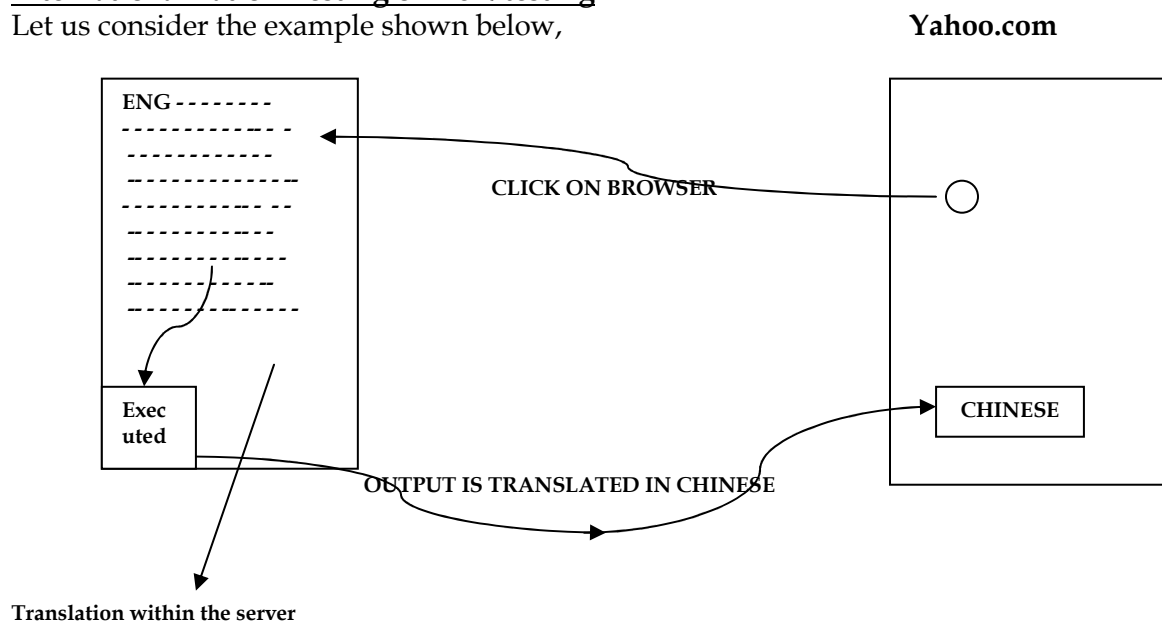 Let us consider the example shown below, Yahoo.com
ENG - - - - - - - -
CLICK ON BROWSER
Exec
uted
CHINESE
OUTPUT IS TRANSLATED IN CHINESE
Translation within the server